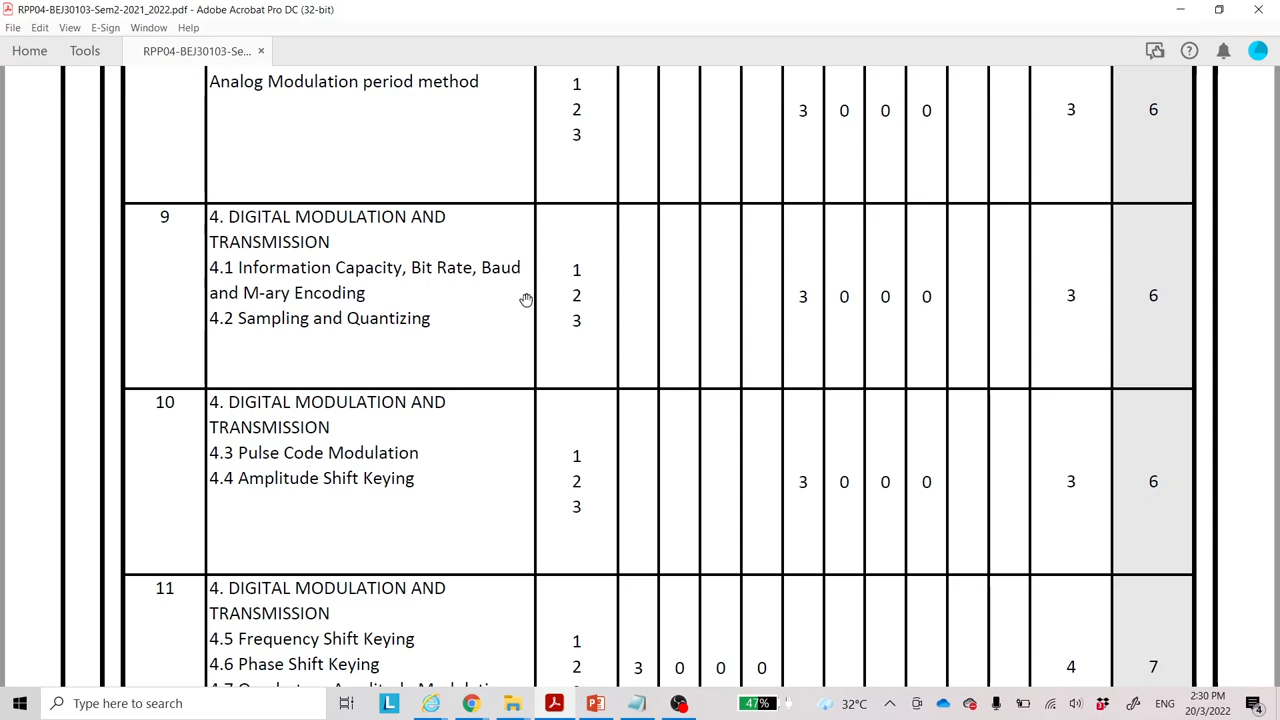 RPP04-BEJ30103-Sem2-2021_2022.pdf - Adobe Acrobat Pro DC (32-bit)
File Edit View E-Sign Window Help
Home Tools RPP04-BEJ30103-Se... ×
Analog Modulation period method
1
2
3
3 0 0 0 3 6
9
4. DIGITAL MODULATION AND
TRANSMISSION
4.1 Information Capacity, Bit Rate, Baud
and M-ary Encoding
4.2 Sampling and Quantizing
1
2
3
3 0 0 0 3 6
10
4. DIGITAL MODULATION AND
TRANSMISSION
4.3 Pulse Code Modulation
4.4 Amplitude Shift Keying
1
2
3
3 0 0 0 3 6
11
4. DIGITAL MODULATION AND
TRANSMISSION
4.5 Frequency Shift Keying
4.6 Phase Shift Keying
1
2
3 0 0 0 4 7
Type here to search
47%
32°C
ENG
2:30 PM
20/3/2022
4